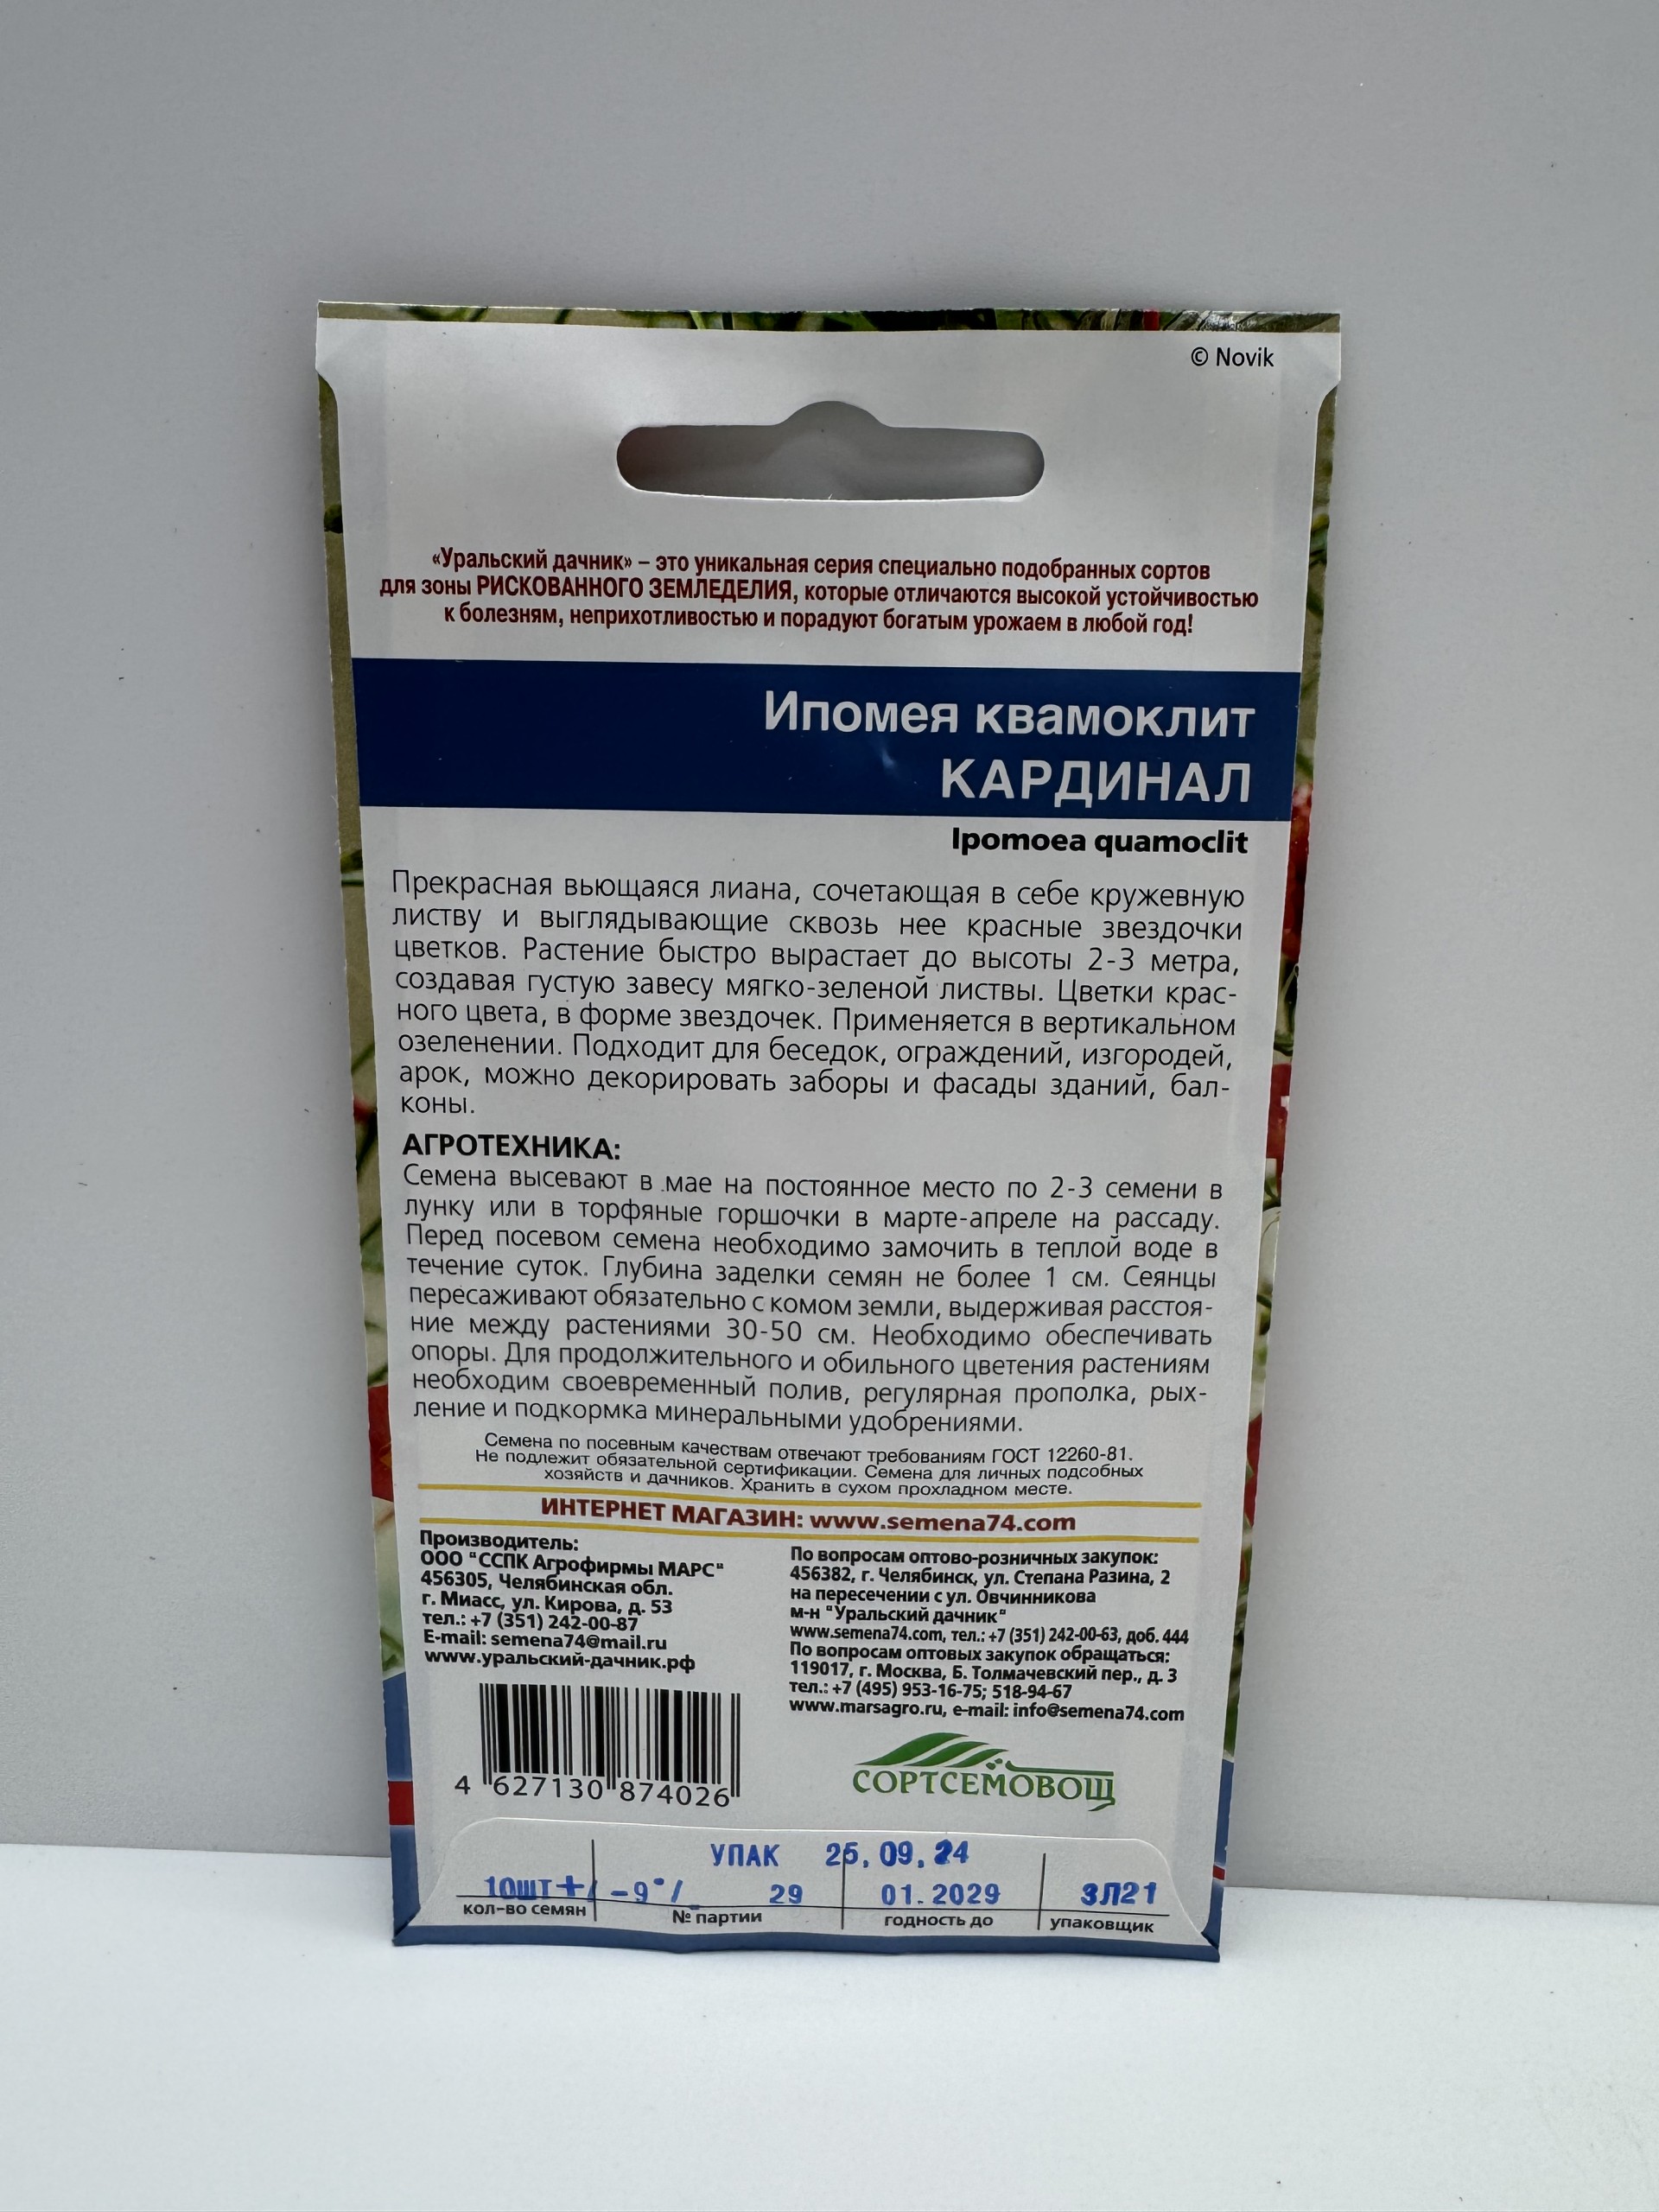 © Novik
«Уральский дачник» – это уникальная серия специально подобранных сортов
для зоны РИСКОВАННОГО ЗЕМЛЕДЕЛИЯ, которые отличаются высокой устойчивостью
к болезням, неприхотливостью и порадуют богатым урожаем в любой год!
Ипомея квамоклит
КАРДИНАЛ
Ipomoea quamoclit
Прекрасная вьющаяся лиана, сочетающая в себе кружевную
листву и выглядывающие сквозь нее красные звездочки
цветков. Растение быстро вырастает до высоты 2-3 метра,
создавая густую завесу мягко-зеленой листвы. Цветки крас-
ного цвета, в форме звездочек. Применяется в вертикальном
озеленении. Подходит для беседок, ограждений, изгородей,
арок, можно декорировать заборы и фасады зданий, бал-
коны.
АГРОТЕХНИКА:
Семена высевают в мае на постоянное место по 2-3 семени в
лунку или в торфяные горшочки в марте-апреле на рассаду.
Перед посевом семена необходимо замочить в теплой воде в
течение суток. Глубина заделки семян не более 1 см. Сеянцы
пересаживают обязательно с комом земли, выдерживая расстоя-
ние между растениями 30-50 см. Необходимо обеспечивать
опоры. Для продолжительного и обильного цветения растениям
необходим своевременный полив, регулярная прополка, рых-
ление и подкормка минеральными удобрениями.
Семена по посевным качествам отвечают требованиям ГОСТ 12260-81.
Не подлежит обязательной сертификации. Семена для личных подсобных
хозяйств и дачников. Хранить в сухом прохладном месте.
ИНТЕРНЕТ МАГАЗИН: www.semena74.com
Производитель:
ООО "ССПК Агрофирмы МАРС"
456305, Челябинская обл.
г. Миасс, ул. Кирова, д. 53
тел.: +7 (351) 242-00-87
E-mail: semena74@mail.ru
www.уральский-дачник.рф
По вопросам оптово-розничных закупок:
456382, г. Челябинск, ул. Степана Разина, 2
на пересечении с ул. Овчинникова
м-н "Уральский дачник"
www.semena74.com, тел.: +7 (351) 242-00-63, доб. 444
По вопросам оптовых закупок обращаться:
119017, г. Москва, Б. Толмачевский пер., д. 3
тел.: +7 (495) 953-16-75; 518-94-67
www.marsagro.ru, e-mail: info@semena74.com
4 627130 874026
СОРТСЕМОВОЩ
УПАК 25.09.24
10ШТ+/-9°/_ 29 01.2029 ЗЛ21
кол-во семян № партии годность до упаковщик